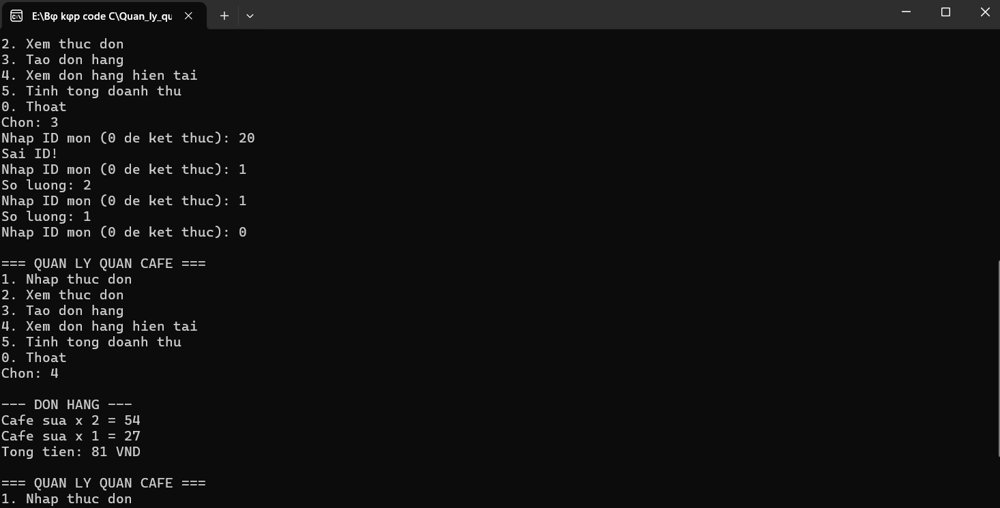 E:\Bφ kφp code C\Quan_ly_qu
2. Xem thuc don
3. Tao don hang
4. Xem don hang hien tai
5. Tinh tong doanh thu
0. Thoat
Chon: 3
Nhap ID mon (0 de ket thuc): 20
Sai ID!
Nhap ID mon (0 de ket thuc): 1
So luong: 2
Nhap ID mon (0 de ket thuc): 1
So luong: 1
Nhap ID mon (0 de ket thuc): 0
=== QUAN LY QUAN CAFE ===
1. Nhap thuc don
2. Xem thuc don
3. Tao don hang
4. Xem don hang hien tai
5. Tinh tong doanh thu
0. Thoat
Chon: 4
--- DON HANG ---
Cafe sua x 2 = 54
Cafe sua x 1 = 27
Tong tien: 81 VND
=== QUAN LY QUAN CAFE ===
1. Nhap thuc don